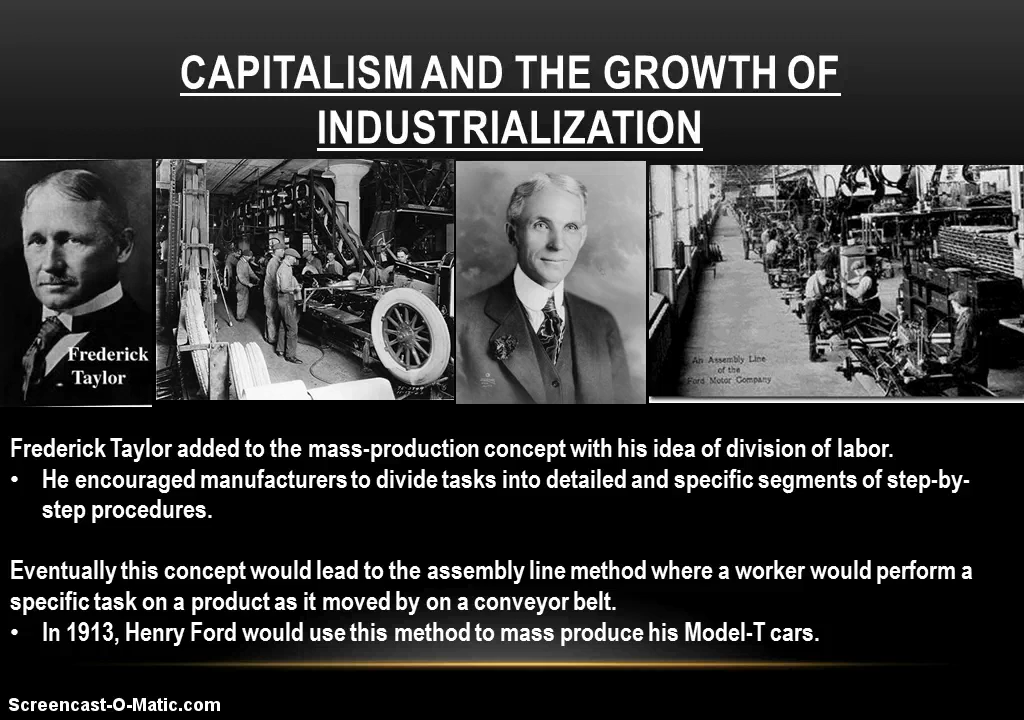 CAPITALISM AND THE GROWTH OF
INDUSTRIALIZATION
Frederick
Taylor
An Assembly Line
of the
Ford Motor Company
Frederick Taylor added to the mass-production concept with his idea of division of labor.
• He encouraged manufacturers to divide tasks into detailed and specific segments of step-by-
step procedures.
Eventually this concept would lead to the assembly line method where a worker would perform a
specific task on a product as it moved by on a conveyor belt.
• In 1913, Henry Ford would use this method to mass produce his Model-T cars.
Screencast-O-Matic.com